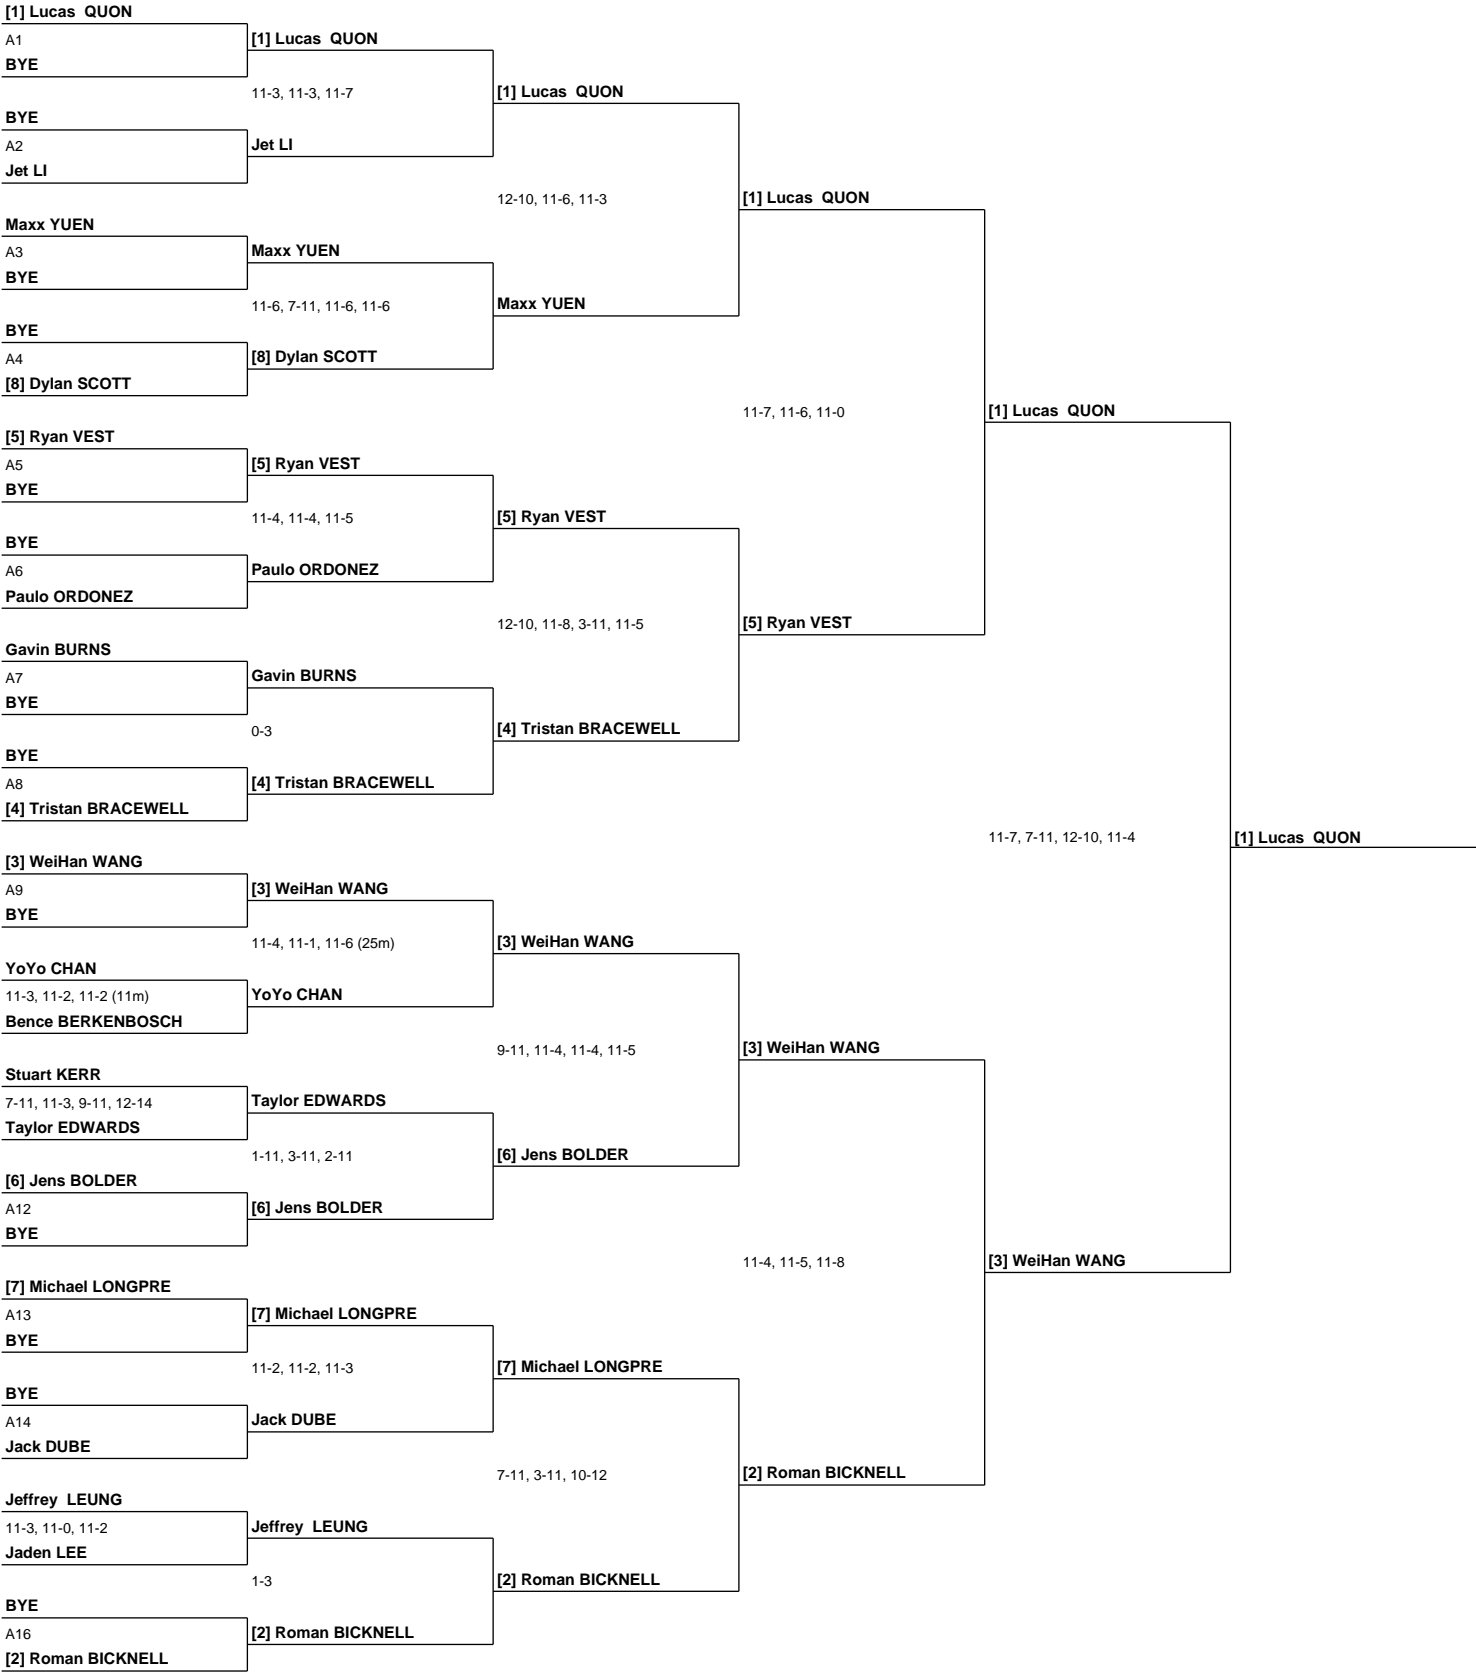 [1] Lucas  QUON
A1
[1] Lucas  QUON
BYE
11-3, 11-3, 11-7
[1] Lucas  QUON
BYE
A2
Jet LI
Jet LI
12-10, 11-6, 11-3
[1] Lucas  QUON
Maxx YUEN
A3
Maxx YUEN
BYE
11-6, 7-11, 11-6, 11-6
Maxx YUEN
BYE
A4
[8] Dylan SCOTT
[8] Dylan SCOTT
11-7, 11-6, 11-0
[1] Lucas  QUON
[5] Ryan VEST
A5
[5] Ryan VEST
BYE
11-4, 11-4, 11-5
[5] Ryan VEST
BYE
A6
Paulo ORDONEZ
Paulo ORDONEZ
12-10, 11-8, 3-11, 11-5
[5] Ryan VEST
Gavin BURNS
A7
Gavin BURNS
BYE
0-3
[4] Tristan BRACEWELL
BYE
A8
[4] Tristan BRACEWELL
[4] Tristan BRACEWELL
11-7, 7-11, 12-10, 11-4
[1] Lucas  QUON
[3] WeiHan WANG
A9
[3] WeiHan WANG
BYE
11-4, 11-1, 11-6 (25m)
[3] WeiHan WANG
YoYo CHAN
11-3, 11-2, 11-2 (11m)
YoYo CHAN
Bence BERKENBOSCH
9-11, 11-4, 11-4, 11-5
[3] WeiHan WANG
Stuart KERR
7-11, 11-3, 9-11, 12-14
Taylor EDWARDS
Taylor EDWARDS
1-11, 3-11, 2-11
[6] Jens BOLDER
[6] Jens BOLDER
A12
[6] Jens BOLDER
BYE
11-4, 11-5, 11-8
[3] WeiHan WANG
[7] Michael LONGPRE
A13
[7] Michael LONGPRE
BYE
11-2, 11-2, 11-3
[7] Michael LONGPRE
BYE
A14
Jack DUBE
Jack DUBE
7-11, 3-11, 10-12
[2] Roman BICKNELL
Jeffrey  LEUNG
11-3, 11-0, 11-2
Jeffrey  LEUNG
Jaden LEE
1-3
[2] Roman BICKNELL
BYE
A16
[2] Roman BICKNELL
[2] Roman BICKNELL